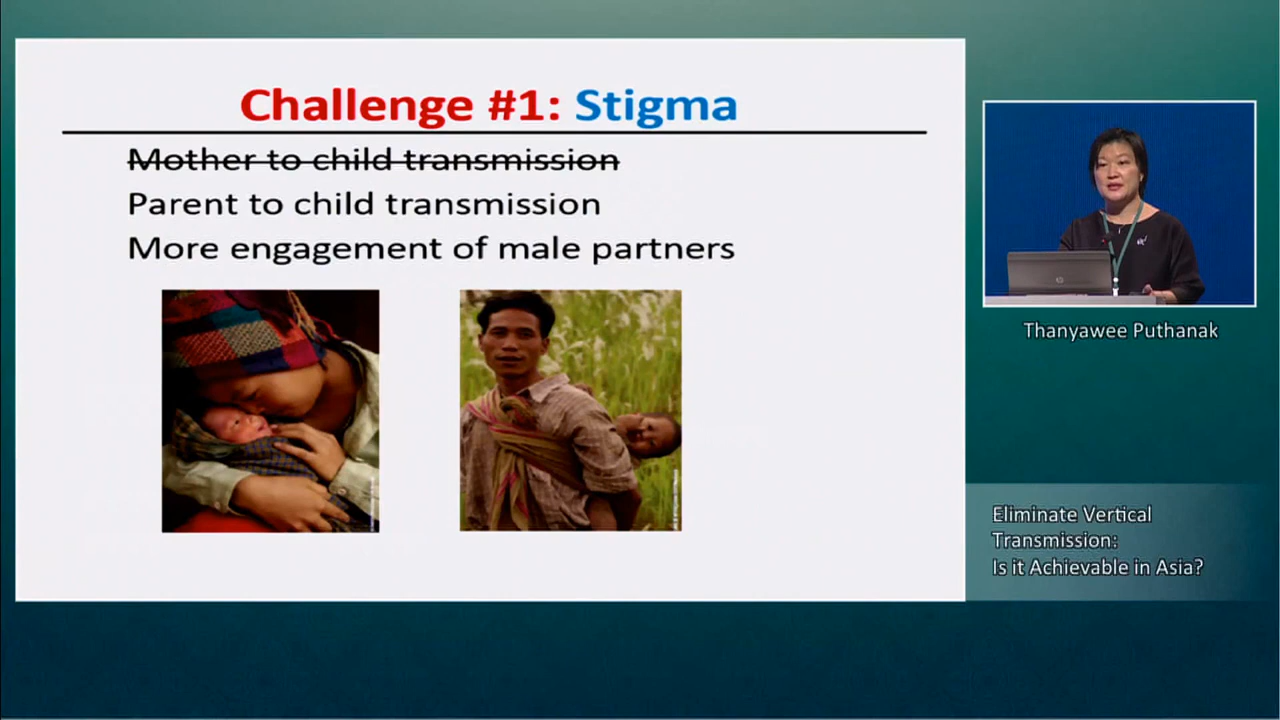 Challenge #1: Stigma
Mother to child transmission
Parent to child transmission
More engagement of male partners
Thanyawee Puthanak
Eliminate Vertical
Transmission:
Is it Achievable in Asia?